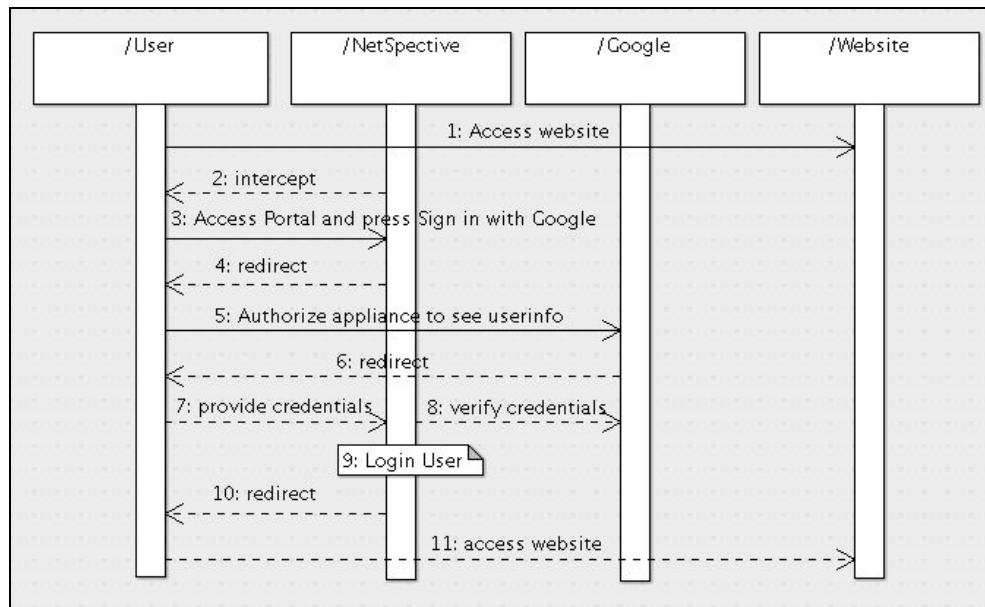 /User
/NetSpective
/Google
/Website
1: Access website
2: intercept
3: Access Portal and press Sign in with Google
4: redirect
5: Authorize appliance to see userinfo
6: redirect
7: provide credentials
8: verify credentials
9: Login User
10: redirect
11: access website